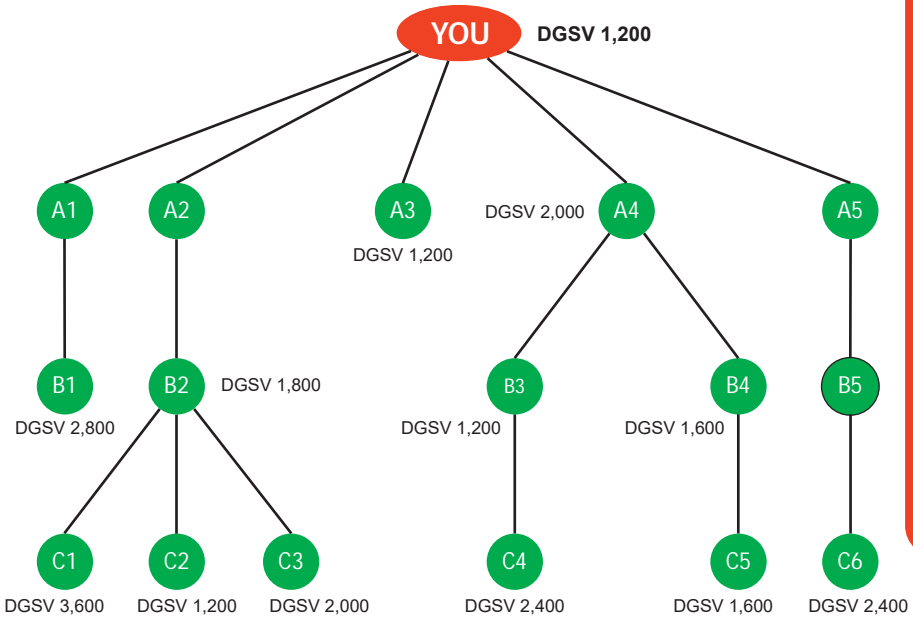 YOU DGSV 1,200
A1 A2 A3 DGSV 2,000 A4 A5
DGSV 1,200
B1 B2 DGSV 1,800 B3 B4 B5
DGSV 2,800 DGSV 1,200 DGSV 1,600
C1 C2 C3 C4 C5 C6
DGSV 3,600 DGSV 1,200 DGSV 2,000 DGSV 2,400 DGSV 1,600 DGSV 2,400